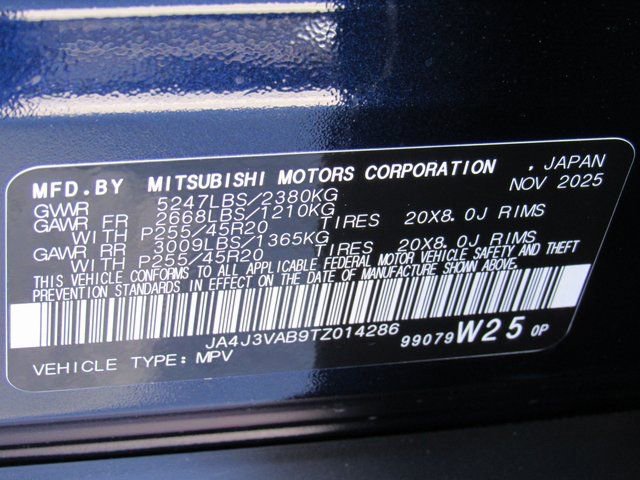 MFD.BY MITSUBISHI MOTORS CORPORATION , JAPAN
GVWR 5247LBS/2380KG NOV 2025
GAWR FR 2668LBS/1210KG TIRES
WITH P255/45R20 20X8.0J RIMS
GAWR RR 3009LBS/1365KG TIRES
WITH P255/45R20 20X8.0J RIMS
THIS VEHICLE CONFORMS TO ALL APPLICABLE FEDERAL MOTOR VEHICLE SAFETY AND THEFT
PREVENTION STANDARDS IN EFFECT ON THE DATE OF MANUFACTURE SHOWN ABOVE.
JA4J3VAB9TZ014286 99079 W25 0P
VEHICLE TYPE: MPV